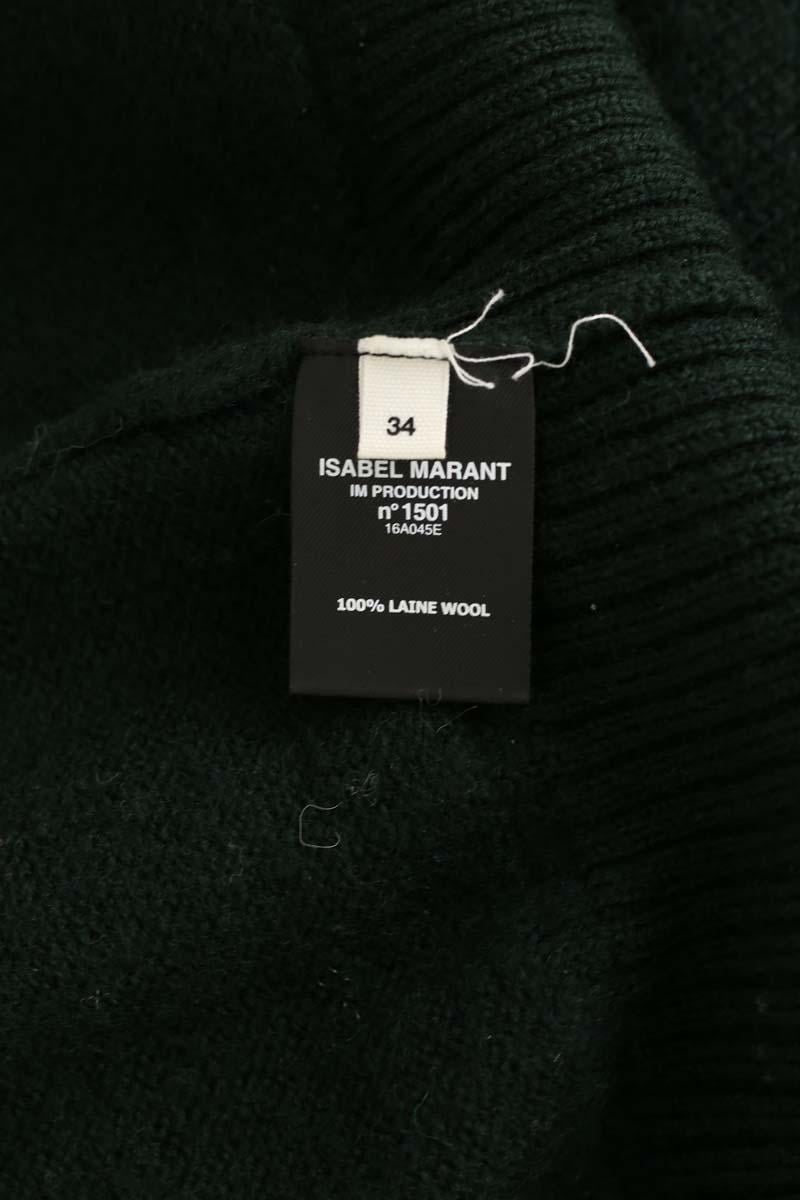 34
ISABEL MARANT
IM PRODUCTION
n° 1501
16A045E
100% LAINE WOOL